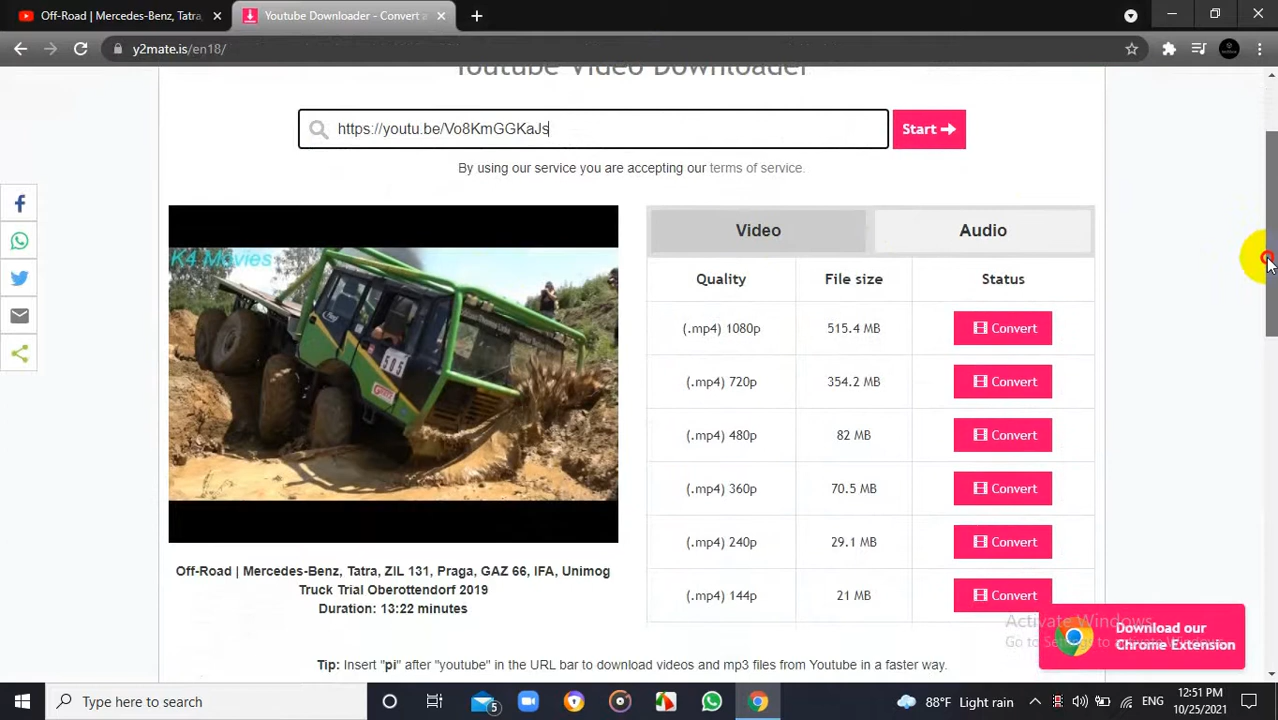 Off-Road | Mercedes-Benz, Tatra,
Youtube Downloader - Convert
y2mate.is/en18/
Youtube Video Downloader
https://youtu.be/Vo8KmGGKaJs
Start
By using our service you are accepting our terms of service.
K4 Movies
505
Video Audio
Quality File size Status
(.mp4) 1080p 515.4 MB Convert
(.mp4) 720p 354.2 MB Convert
(.mp4) 480p 82 MB Convert
(.mp4) 360p 70.5 MB Convert
(.mp4) 240p 29.1 MB Convert
(.mp4) 144p 21 MB Convert
Off-Road | Mercedes-Benz, Tatra, ZIL 131, Praga, GAZ 66, IFA, Unimog
Truck Trial Oberottendorf 2019
Duration: 13:22 minutes
Activate Windows
Go to Settings to activate Windows.
Download our
Chrome Extension
Tip: Insert "pi" after "youtube" in the URL bar to download videos and mp3 files from Youtube in a faster way.
Type here to search
5
88°F Light rain
ENG
12:51 PM
10/25/2021